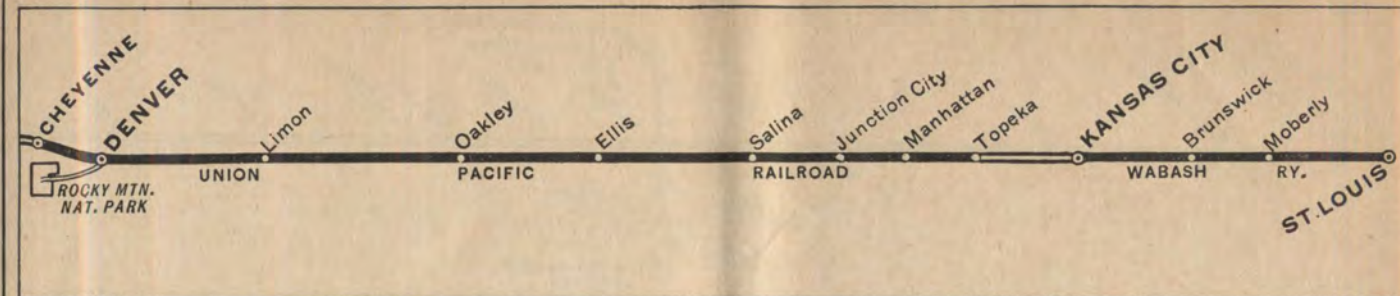 CHEYENNE
DENVER
Limon
Oakley
Ellis
Salina
Junction City
Manhattan
Topeka
KANSAS CITY
Brunswick
Moberly
ST. LOUIS
UNION PACIFIC RAILROAD WABASH RY.
ROCKY MTN.
NAT. PARK